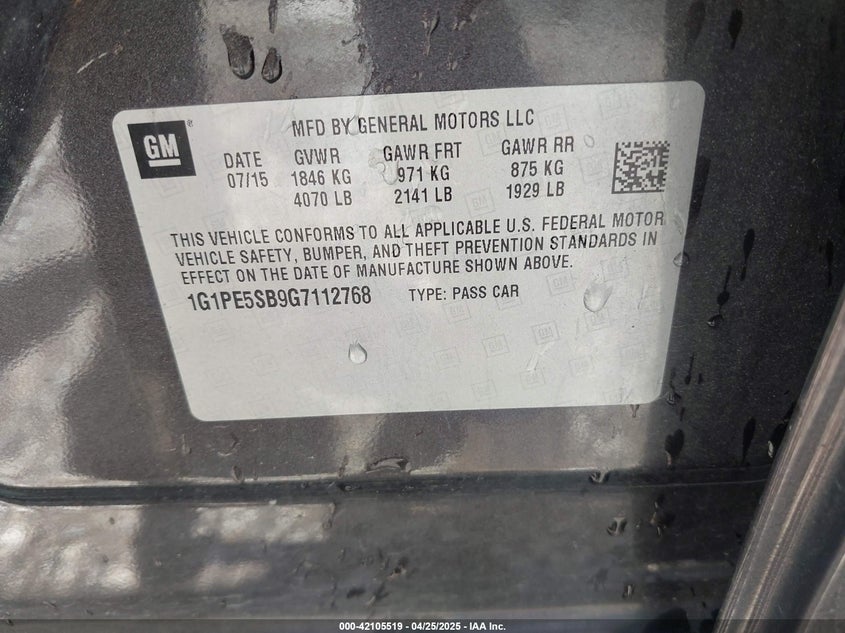 GM
MFD BY GENERAL MOTORS LLC
DATE GVWR GAWR FRT GAWR RR
07/15 1846 KG 971 KG 875 KG
4070 LB 2141 LB 1929 LB
THIS VEHICLE CONFORMS TO ALL APPLICABLE U.S. FEDERAL MOTOR
VEHICLE SAFETY, BUMPER, AND THEFT PREVENTION STANDARDS IN
EFFECT ON THE DATE OF MANUFACTURE SHOWN ABOVE.
1G1PE5SB9G7112768 TYPE: PASS CAR
000-42105519 - 04/25/2025 - IAA Inc.